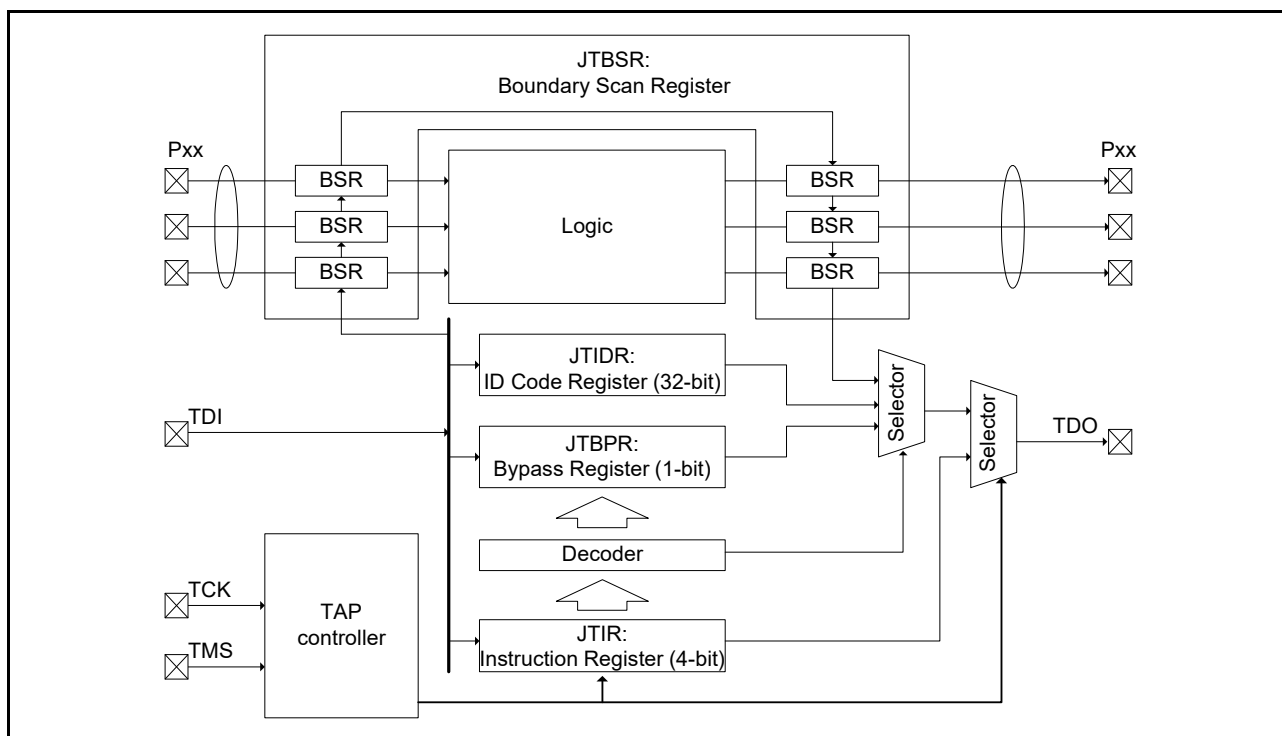 JTBSR:
Boundary Scan Register
Pxx
Pxx
BSR
BSR
BSR
Logic
BSR
BSR
BSR
JTIDR:
ID Code Register (32-bit)
Selector
Selector
TDI
TDO
JTBPR:
Bypass Register (1-bit)
Decoder
TCK
TMS
TAP
controller
JTIR:
Instruction Register (4-bit)